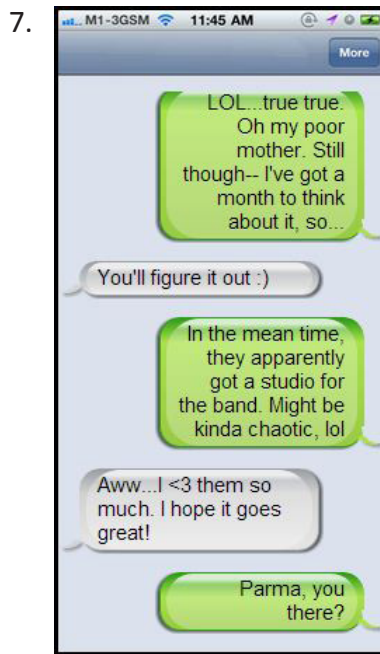 7.
M1-3GSM 11:45 AM
More
LOL...true true.
Oh my poor
mother. Still
though-- I've got a
month to think
about it, so...
You'll figure it out :)
In the mean time,
they apparently
got a studio for
the band. Might be
kinda chaotic, lol
Aww...I <3 them so
much. I hope it goes
great!
Parma, you
there?